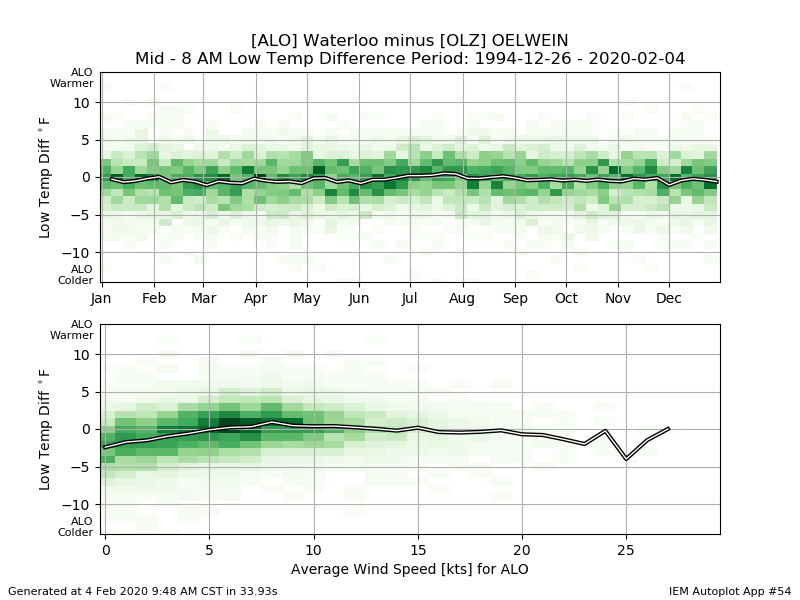 [ALO] Waterloo minus [OLZ] OELWEIN
Mid - 8 AM Low Temp Difference Period: 1994-12-26 - 2020-02-04
ALO
Warmer
10
5
0
−5
−10
ALO
Colder
Low Temp Diff °F
Jan Feb Mar Apr May Jun Jul Aug Sep Oct Nov Dec
ALO
Warmer
10
5
0
−5
−10
ALO
Colder
Low Temp Diff °F
0 5 10 15 20 25
Average Wind Speed [kts] for ALO
Generated at 4 Feb 2020 9:48 AM CST in 33.93s
IEM Autoplot App #54